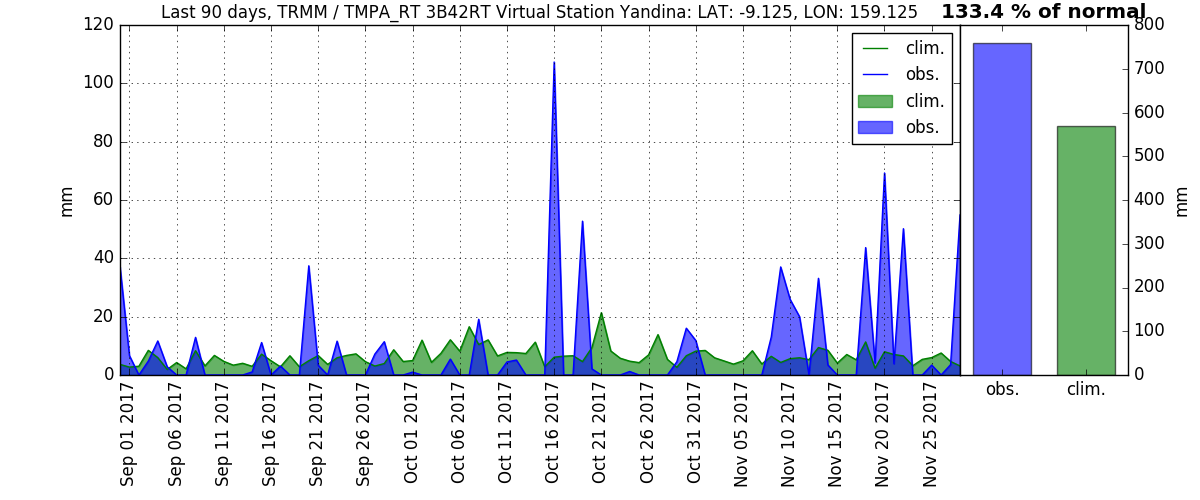 Last 90 days, TRMM / TMPA_RT 3B42RT Virtual Station Yandina: LAT: -9.125, LON: 159.125
133.4 % of normal
120
100
80
60
40
20
0
mm
clim.
obs.
clim.
obs.
800
700
600
500
400
300
200
100
0
mm
Sep 01 2017
Sep 06 2017
Sep 11 2017
Sep 16 2017
Sep 21 2017
Sep 26 2017
Oct 01 2017
Oct 06 2017
Oct 11 2017
Oct 16 2017
Oct 21 2017
Oct 26 2017
Oct 31 2017
Nov 05 2017
Nov 10 2017
Nov 15 2017
Nov 20 2017
Nov 25 2017
obs.
clim.